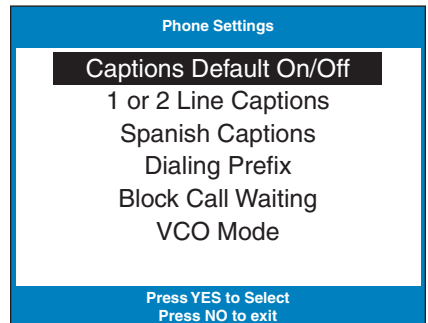 Phone Settings
Captions Default On/Off
1 or 2 Line Captions
Spanish Captions
Dialing Prefix
Block Call Waiting
VCO Mode
Press YES to Select
Press NO to exit